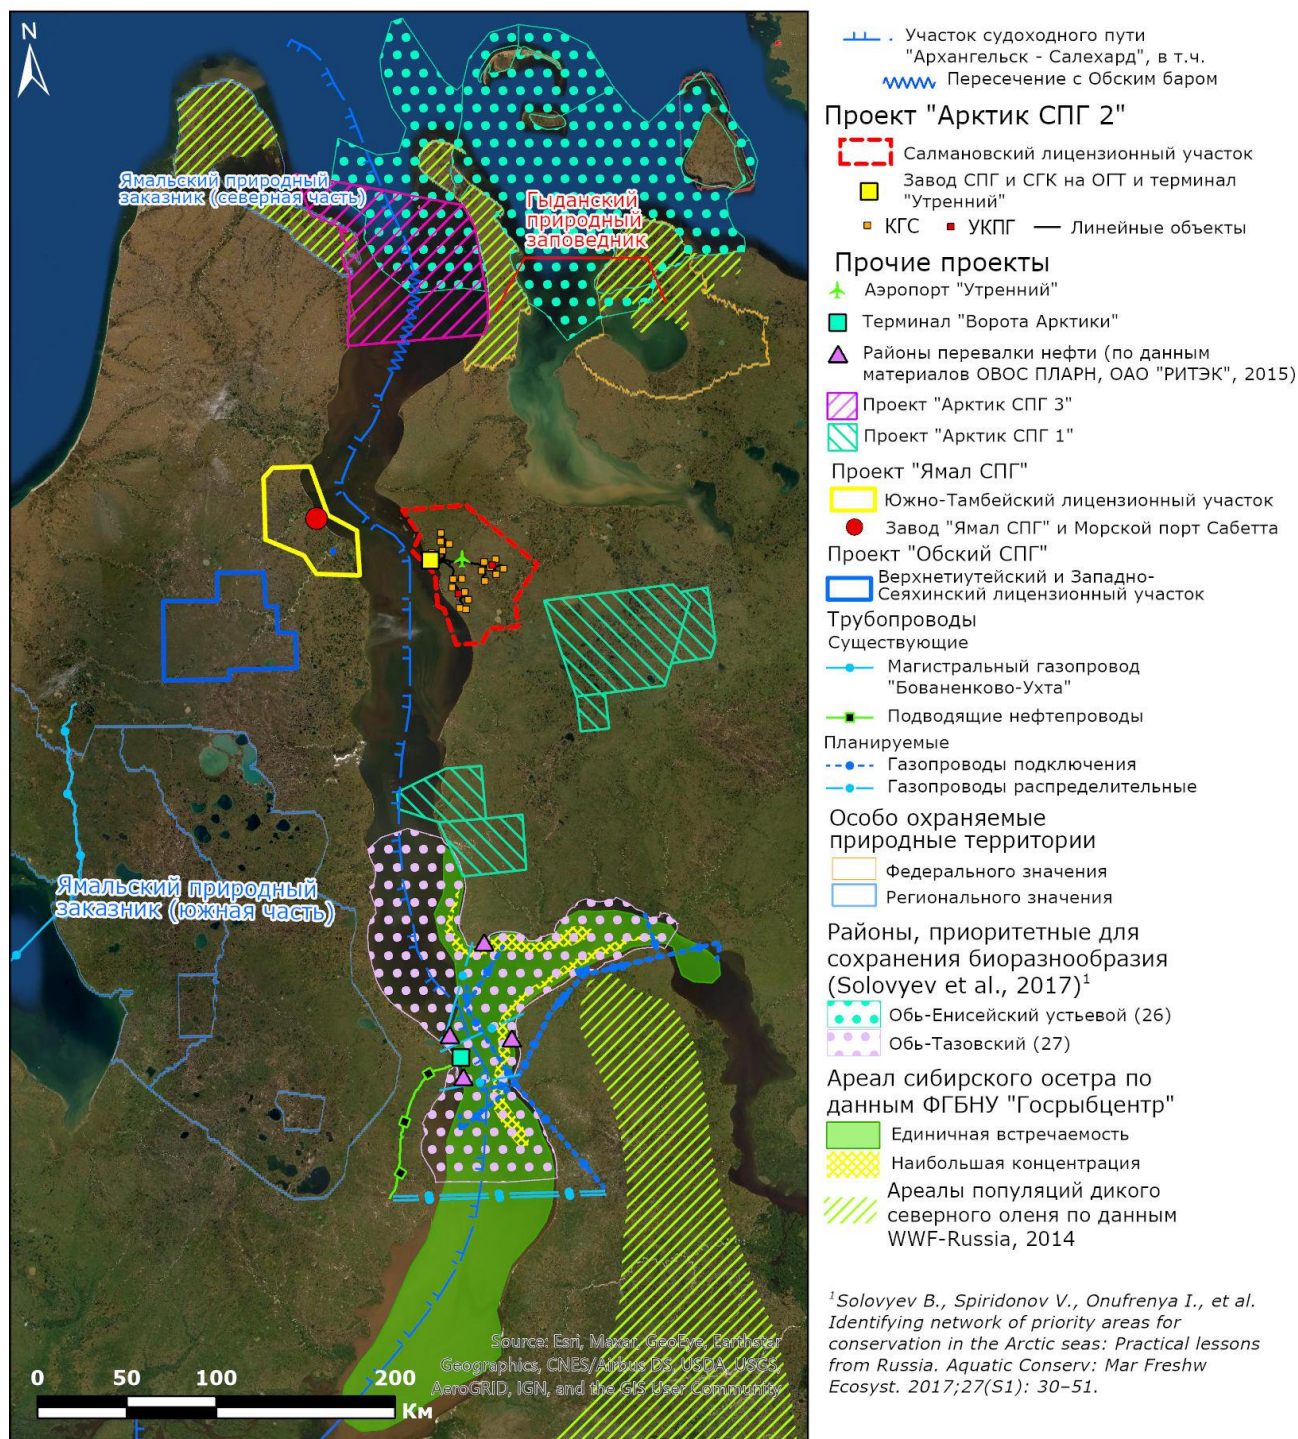 N
Ямальский природный
заказник (северная часть)
Гыданский
природный
заповедник
Ямальский природный
заказник (южная часть)
Source: Esri, Maxar, GeoEye, Earthstar
Geographics, CNES/Airbus DS, USDA, USGS,
AeroGRID, IGN, and the GIS User Community
0 50 100 200
Км
Участок судоходного пути
"Архангельск - Салехард", в т.ч.
Пересечение с Обским баром
Проект "Арктик СПГ 2"
Салмановский лицензионный участок
Завод СПГ и СГК на ОГТ и терминал
"Утренний"
КГС УКПГ Линейные объекты
Прочие проекты
Аэропорт "Утренний"
Терминал "Ворота Арктики"
Районы перевалки нефти (по данным
материалов ОВОС ПЛАРН, ОАО "РИТЭК", 2015)
Проект "Арктик СПГ 3"
Проект "Арктик СПГ 1"
Проект "Ямал СПГ"
Южно-Тамбейский лицензионный участок
Завод "Ямал СПГ" и Морской порт Сабетта
Проект "Обский СПГ"
Верхнетиутейский и Западно-
Сеяхинский лицензионный участок
Трубопроводы
Существующие
Магистральный газопровод
"Бованенково-Ухта"
Подводящие нефтепроводы
Планируемые
Газопроводы подключения
Газопроводы распределительные
Особо охраняемые
природные территории
Федерального значения
Регионального значения
Районы, приоритетные для
сохранения биоразнообразия
(Solovyev et al., 2017)¹
Обь-Енисейский устьевой (26)
Обь-Тазовский (27)
Ареал сибирского осетра по
данным ФГБНУ "Госрыбцентр"
Единичная встречаемость
Наибольшая концентрация
Ареалы популяций дикого
северного оленя по данным
WWF-Russia, 2014
¹Solovyev B., Spiridonov V., Onufrenya I., et al.
Identifying network of priority areas for
conservation in the Arctic seas: Practical lessons
from Russia. Aquatic Conserv: Mar Freshw
Ecosyst. 2017;27(S1): 30–51.